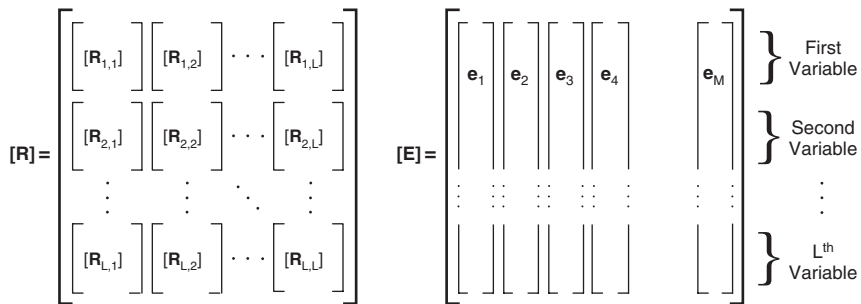 [R] =
[R1,1] [R1,2] · · · [R1,L]
[R2,1] [R2,2] · · · [R2,L]
[RL,1] [RL,2] · · · [RL,L]
[E] =
e1 e2 e3 e4 eM
First
Variable
Second
Variable
Lth
Variable